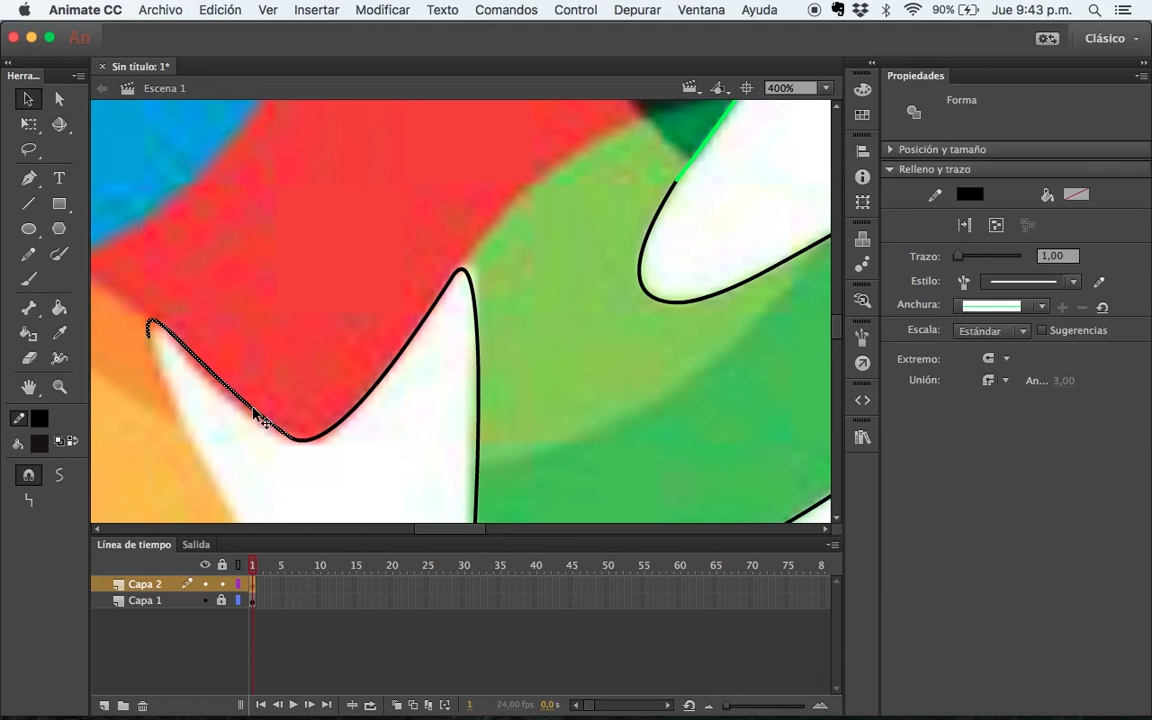 Animate CC Archivo Edición Ver Insertar Modificar Texto Comandos Control Depurar Ventana Ayuda 90% Jue 9:43 p.m.
An Clásico
Herra... × Sin título: 1* Propiedades
Escena 1 400% Forma
Posición y tamaño
Relleno y trazo
Trazo: 1,00
Estilo:
Anchura:
Escala: Estándar Sugerencias
Extremo:
Unión: An... 3,00
Línea de tiempo Salida
1 5 10 15 20 25 30 35 40 45 50 55 60 65 70 75 8
Capa 2
Capa 1
1 24,00 fps 0,0 s